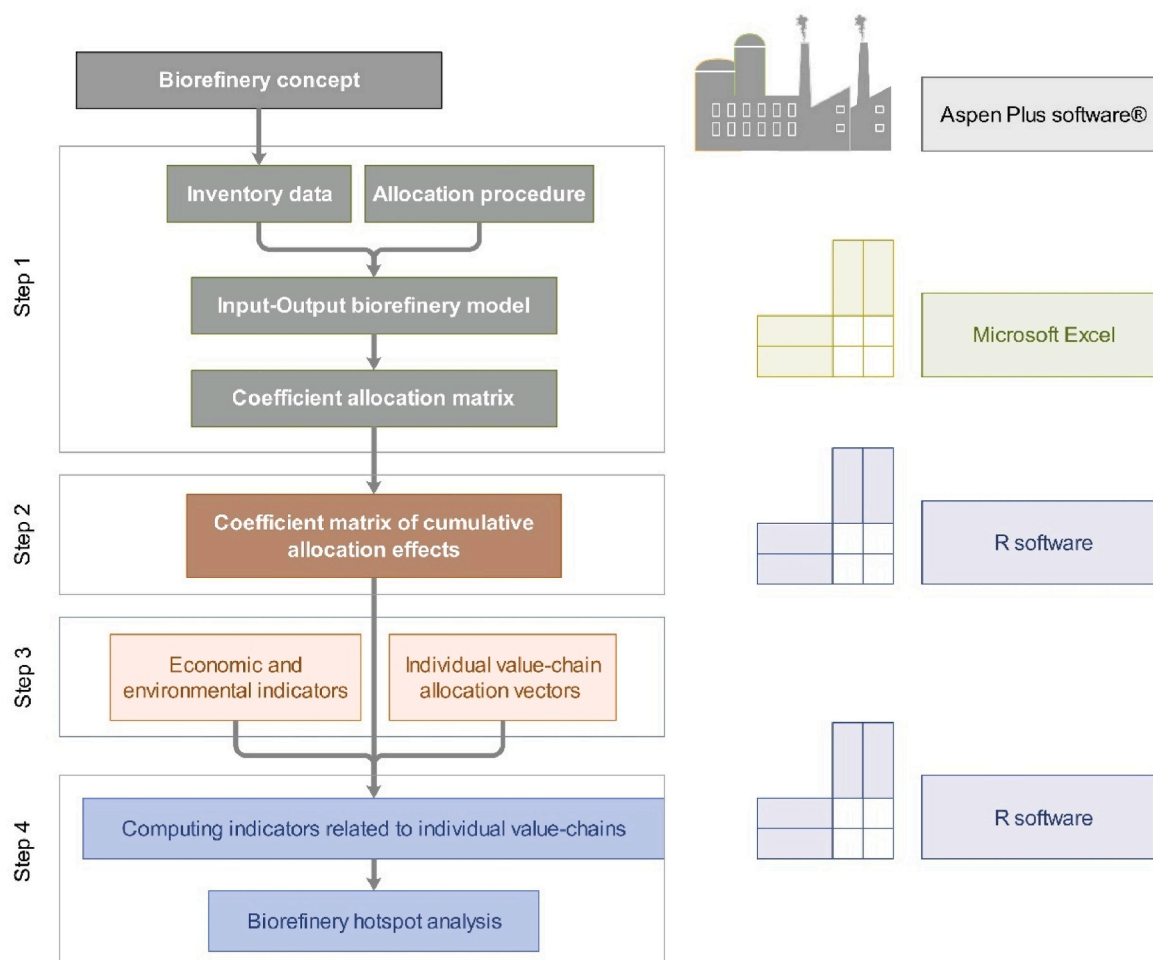 Biorefinery concept
Aspen Plus software®
Step 1
Inventory data
Allocation procedure
Input-Output biorefinery model
Microsoft Excel
Coefficient allocation matrix
Step 2
Coefficient matrix of cumulative
allocation effects
R software
Step 3
Economic and
environmental indicators
Individual value-chain
allocation vectors
Step 4
Computing indicators related to individual value-chains
R software
Biorefinery hotspot analysis